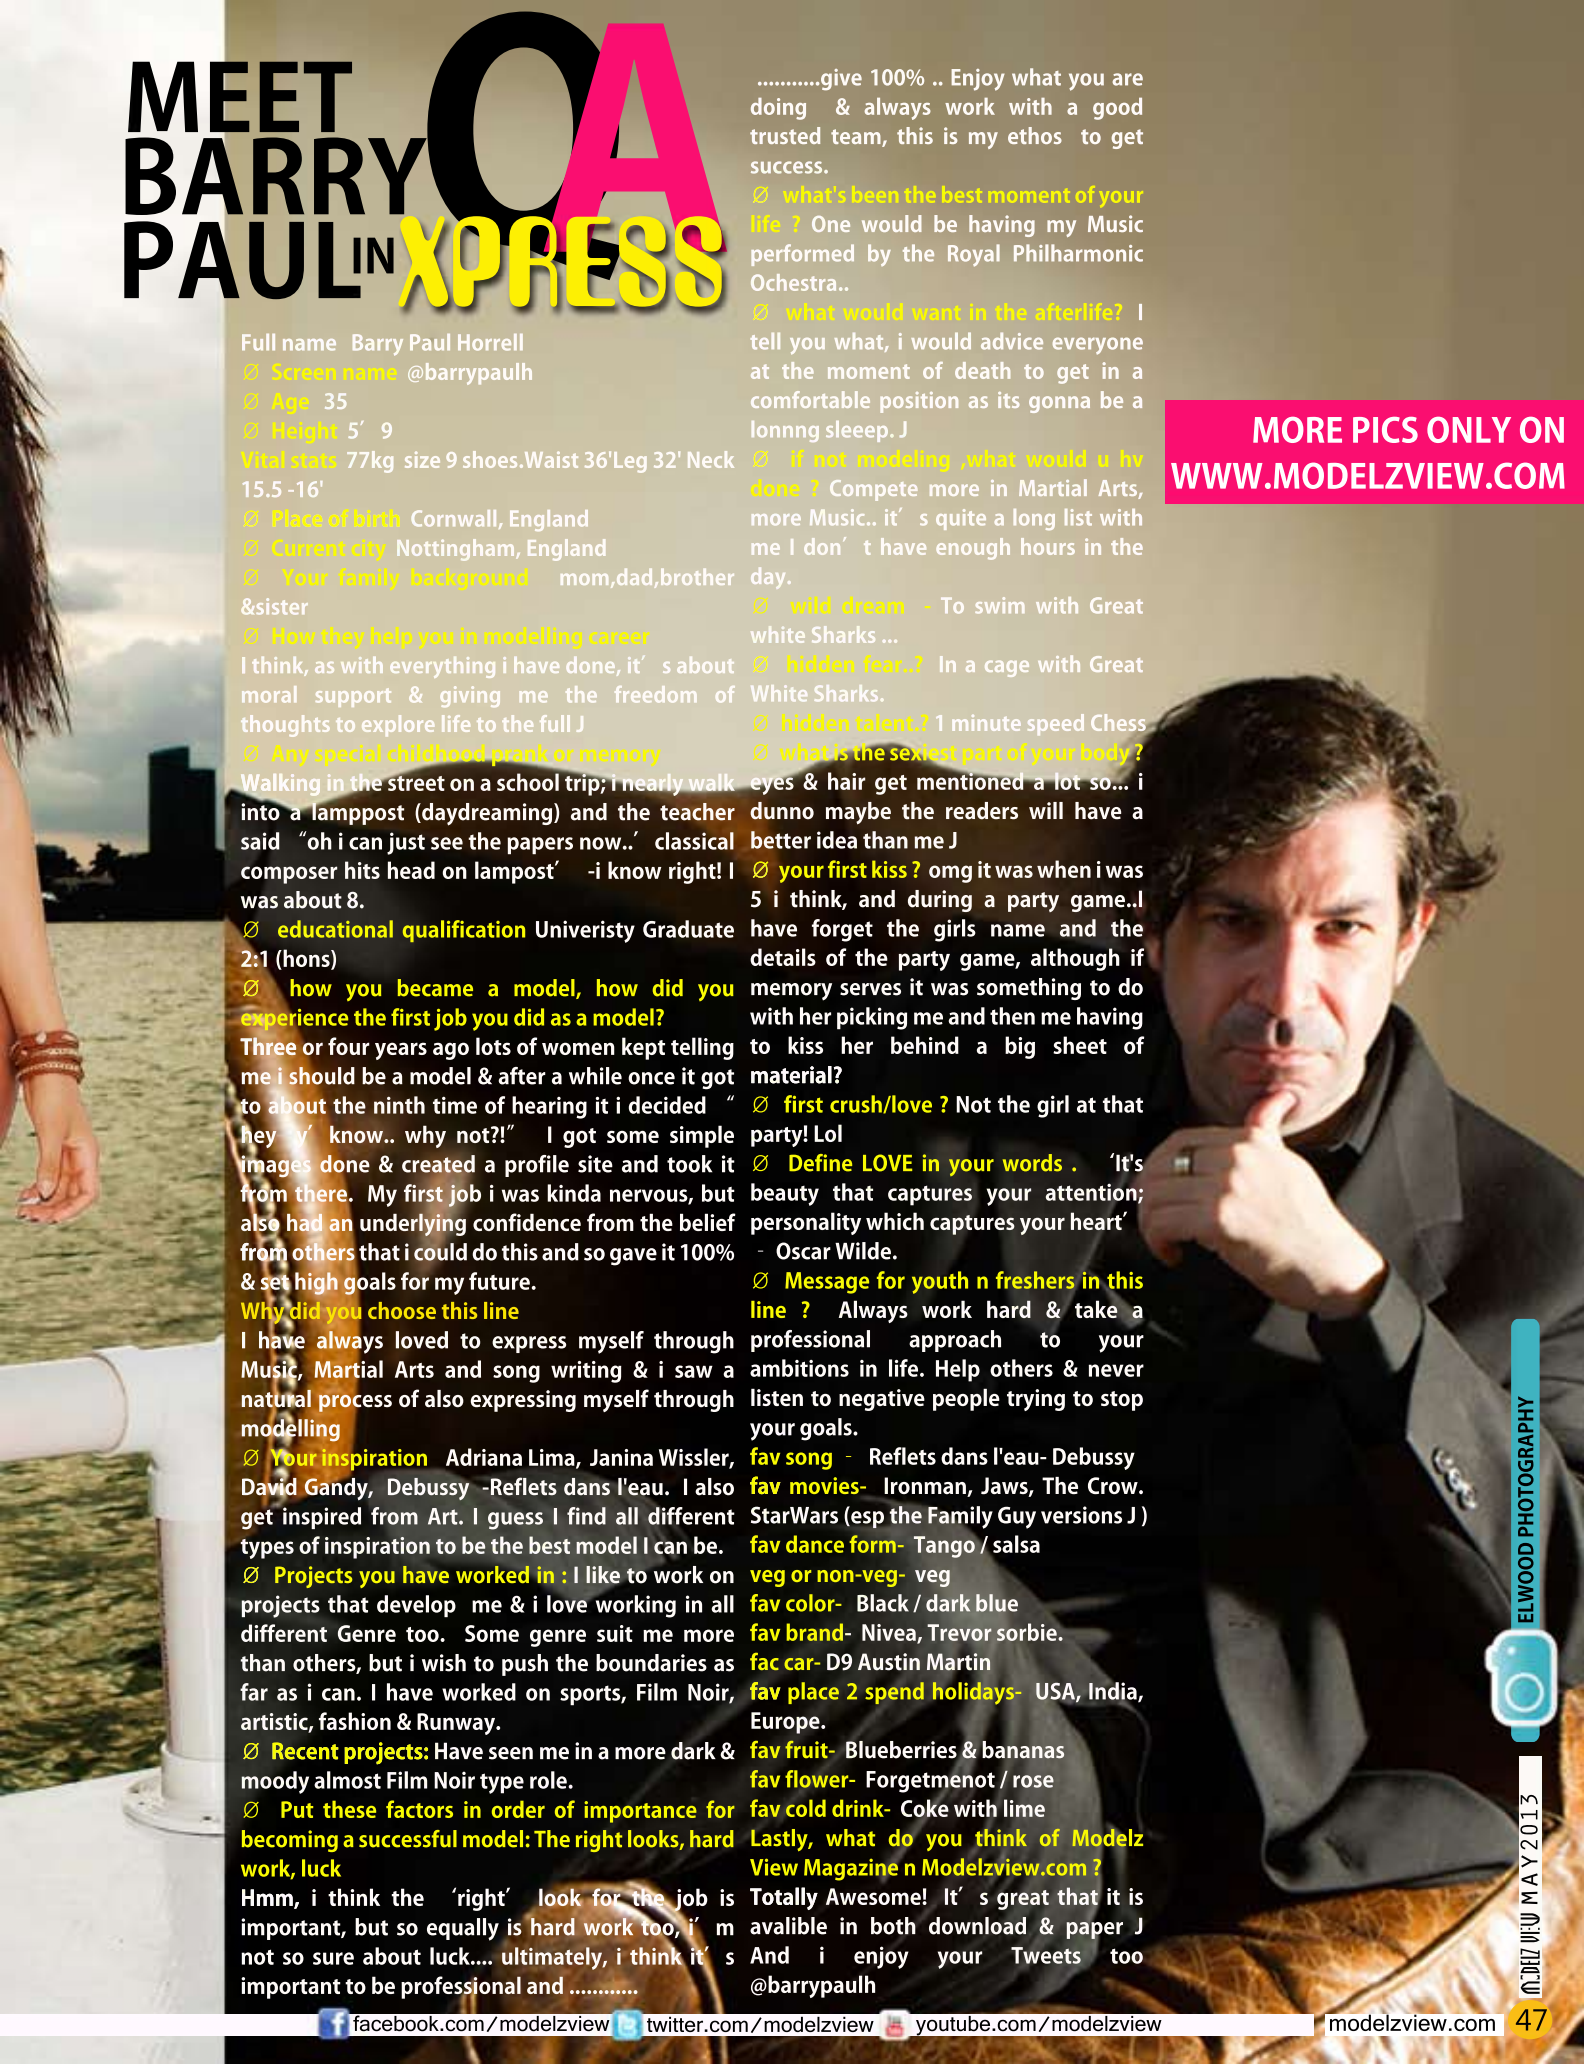 MEET
BARRY
PAUL IN
QA
XPRESS
Full name Barry Paul Horrell
Ø Screen name @barrypaulh
Ø Age 35
Ø Height 5′ 9
Vital stats 77kg size 9 shoes.Waist 36'Leg 32' Neck
15.5 -16'
Ø Place of birth Cornwall, England
Ø Current city Nottingham, England
Ø Your family background mom,dad,brother
&sister
Ø How they help you in modelling career
I think, as with everything i have done, it′ s about
moral support & giving me the freedom of
thoughts to explore life to the full J
Ø Any special childhood prank or memory
Walking in the street on a school trip; i nearly walk
into a lamppost (daydreaming) and the teacher
said “oh i can just see the papers now..′ classical
composer hits head on lampost′ -i know right! I
was about 8.
Ø educational qualification Univeristy Graduate
2:1 (hons)
Ø how you became a model, how did you
experience the first job you did as a model?
Three or four years ago lots of women kept telling
me i should be a model & after a while once it got
to about the ninth time of hearing it i decided “
hey y′ know.. why not?!” I got some simple
images done & created a profile site and took it
from there. My first job i was kinda nervous, but
also had an underlying confidence from the belief
from others that i could do this and so gave it 100%
& set high goals for my future.
Why did you choose this line
I have always loved to express myself through
Music, Martial Arts and song writing & i saw a
natural process of also expressing myself through
modelling
Ø Your inspiration Adriana Lima, Janina Wissler,
David Gandy, Debussy -Reflets dans l'eau. I also
get inspired from Art. I guess I find all different
types of inspiration to be the best model I can be.
Ø Projects you have worked in : I like to work on
projects that develop me & i love working in all
different Genre too. Some genre suit me more
than others, but i wish to push the boundaries as
far as i can. I have worked on sports, Film Noir,
artistic, fashion & Runway.
Ø Recent projects: Have seen me in a more dark &
moody almost Film Noir type role.
Ø Put these factors in order of importance for
becoming a successful model: The right looks, hard
work, luck
Hmm, i think the ‘right′ look for the job is
important, but so equally is hard work too, i′ m
not so sure about luck.... ultimately, i think it′ s
important to be professional and ............
...........give 100% .. Enjoy what you are
doing & always work with a good
trusted team, this is my ethos to get
success.
Ø what's been the best moment of your
life ? One would be having my Music
performed by the Royal Philharmonic
Ochestra..
Ø what would want in the afterlife? I
tell you what, i would advice everyone
at the moment of death to get in a
comfortable position as its gonna be a
lonnng sleeep. J
Ø if not modeling ,what would u hv
done ? Compete more in Martial Arts,
more Music.. it′ s quite a long list with
me I don′ t have enough hours in the
day.
Ø wild dream - To swim with Great
white Sharks ...
Ø hidden fear..? In a cage with Great
White Sharks.
Ø hidden talent.? 1 minute speed Chess
Ø what is the sexiest part of your body ?
eyes & hair get mentioned a lot so... i
dunno maybe the readers will have a
better idea than me J
Ø your first kiss ? omg it was when i was
5 i think, and during a party game..I
have forget the girls name and the
details of the party game, although if
memory serves it was something to do
with her picking me and then me having
to kiss her behind a big sheet of
material?
Ø first crush/love ? Not the girl at that
party! Lol
Ø Define LOVE in your words . ‘It's
beauty that captures your attention;
personality which captures your heart′
- Oscar Wilde.
Ø Message for youth n freshers in this
line ? Always work hard & take a
professional approach to your
ambitions in life. Help others & never
listen to negative people trying to stop
your goals.
fav song - Reflets dans l'eau- Debussy
fav movies- Ironman, Jaws, The Crow.
StarWars (esp the Family Guy versions J )
fav dance form- Tango / salsa
veg or non-veg- veg
fav color- Black / dark blue
fav brand- Nivea, Trevor sorbie.
fac car- D9 Austin Martin
fav place 2 spend holidays- USA, India,
Europe.
fav fruit- Blueberries & bananas
fav flower- Forgetmenot / rose
fav cold drink- Coke with lime
Lastly, what do you think of Modelz
View Magazine n Modelzview.com ?
Totally Awesome! It′ s great that it is
avalible in both download & paper J
And i enjoy your Tweets too
@barrypaulh
MORE PICS ONLY ON
WWW.MODELZVIEW.COM
ELWOOD PHOTOGRAPHY
MODELZ VIEW MAY2013
facebook.com/modelzview twitter.com/modelzview youtube.com/modelzview modelzview.com 47